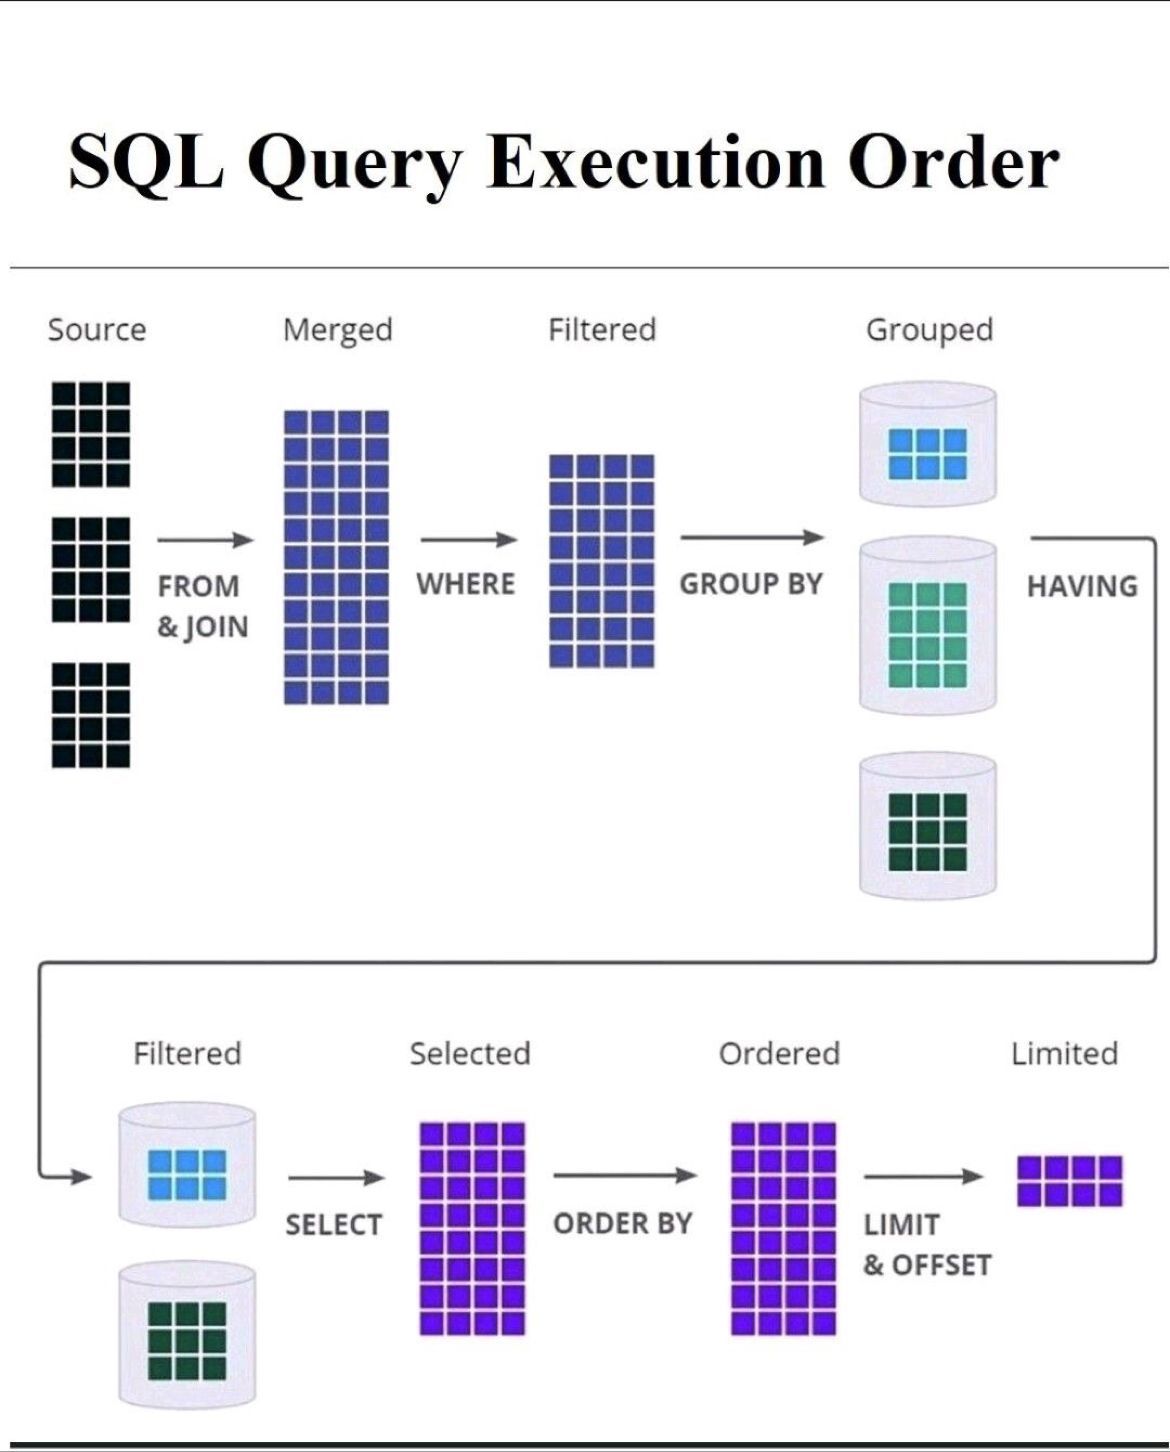 SQL Query Execution Order
Source
Merged
Filtered
Grouped
FROM
& JOIN
WHERE
GROUP BY
HAVING
Filtered
Selected
Ordered
Limited
SELECT
ORDER BY
LIMIT
& OFFSET